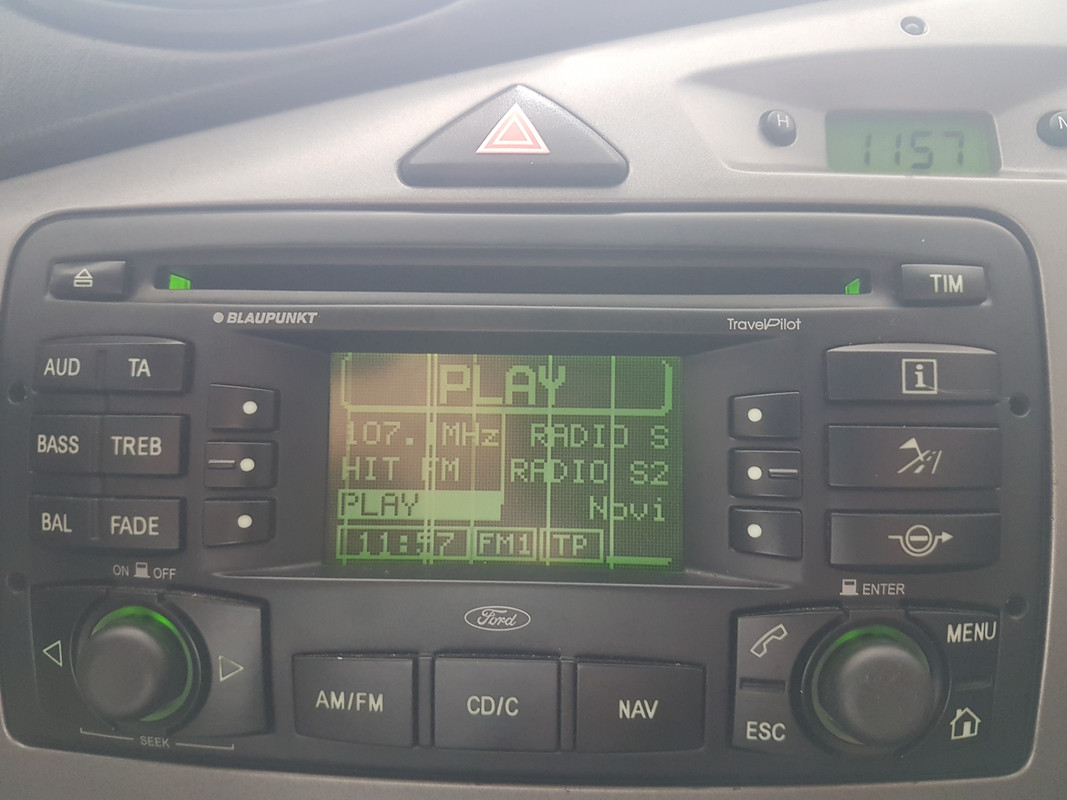 H 1157
TIM
BLAUPUNKT TravelPilot
AUD TA
PLAY
107. MHz RADIO S
BASS TREB
HIT FM RADIO S2
PLAY Novi
BAL FADE
11:57 FM1 TP
ON OFF
ENTER
Ford
MENU
AM/FM CD/C NAV
ESC
SEEK